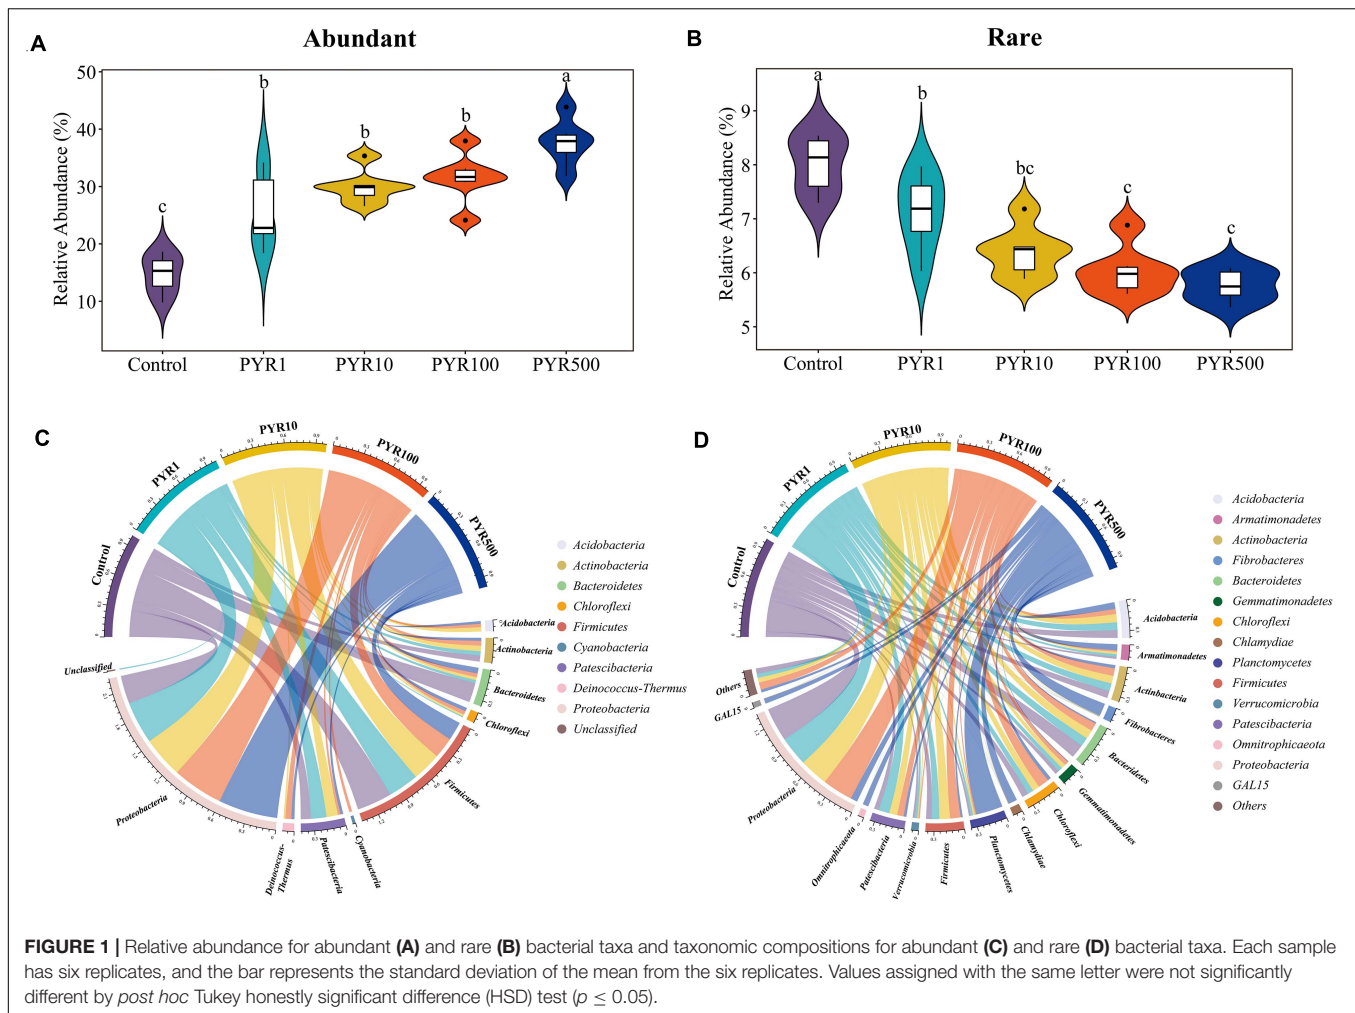 A
Abundant
B
Rare
Relative Abundance (%)
50
40
30
20
10
c
b
b
b
a
Control
PYR1
PYR10
PYR100
PYR500
Relative Abundance (%)
9
8
7
6
5
a
b
bc
c
c
Control
PYR1
PYR10
PYR100
PYR500
C
Control
PYR1
PYR10
PYR100
PYR500
Acidobacteria
Actinobacteria
Bacteroidetes
Chloroflexi
Firmicutes
Cyanobacteria
Patescibacteria
Deinococcus-
Thermus
Proteobacteria
Unclassified
Acidobacteria
Actinobacteria
Bacteroidetes
Chloroflexi
Firmicutes
Cyanobacteria
Patescibacteria
Deinococcus-Thermus
Proteobacteria
Unclassified
D
Control
PYR1
PYR10
PYR100
PYR500
Acidobacteria
Armatimonadetes
Actinbacteria
Fibrobacteres
Bacteridetes
Gemmatimonadetes
Chloroflexi
Chlamydiae
Planctomycetes
Firmicutes
Verrucomicrobia
Patescibacteria
Omnitrophicaeota
Proteobacteria
GAL15
Others
Acidobacteria
Armatimonadetes
Actinobacteria
Fibrobacteres
Bacteroidetes
Gemmatimonadetes
Chloroflexi
Chlamydiae
Planctomycetes
Firmicutes
Verrucomicrobia
Patescibacteria
Omnitrophicaeota
Proteobacteria
GAL15
Others
FIGURE 1 | Relative abundance for abundant (A) and rare (B) bacterial taxa and taxonomic compositions for abundant (C) and rare (D) bacterial taxa. Each sample
has six replicates, and the bar represents the standard deviation of the mean from the six replicates. Values assigned with the same letter were not significantly
different by post hoc Tukey honestly significant difference (HSD) test (p ≤ 0.05).